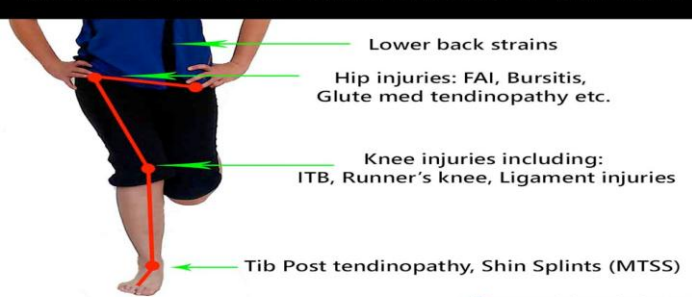 Lower back strains
Hip injuries: FAI, Bursitis,
Glute med tendinopathy etc.
Knee injuries including:
ITB, Runner's knee, Ligament injuries
Tib Post tendinopathy, Shin Splints (MTSS)